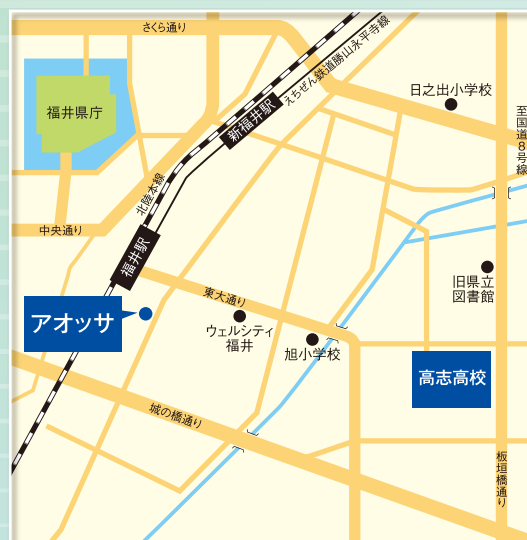 さくら通り
えちぜん鉄道勝山永平寺線
日之出小学校
至国道8号線
福井県庁
新福井駅
北陸本線
中央通り
福井駅
東大通り
旧県立
図書館
アオッサ
ウェルシティ
福井
旭小学校
高志高校
城の橋通り
板垣橋通り